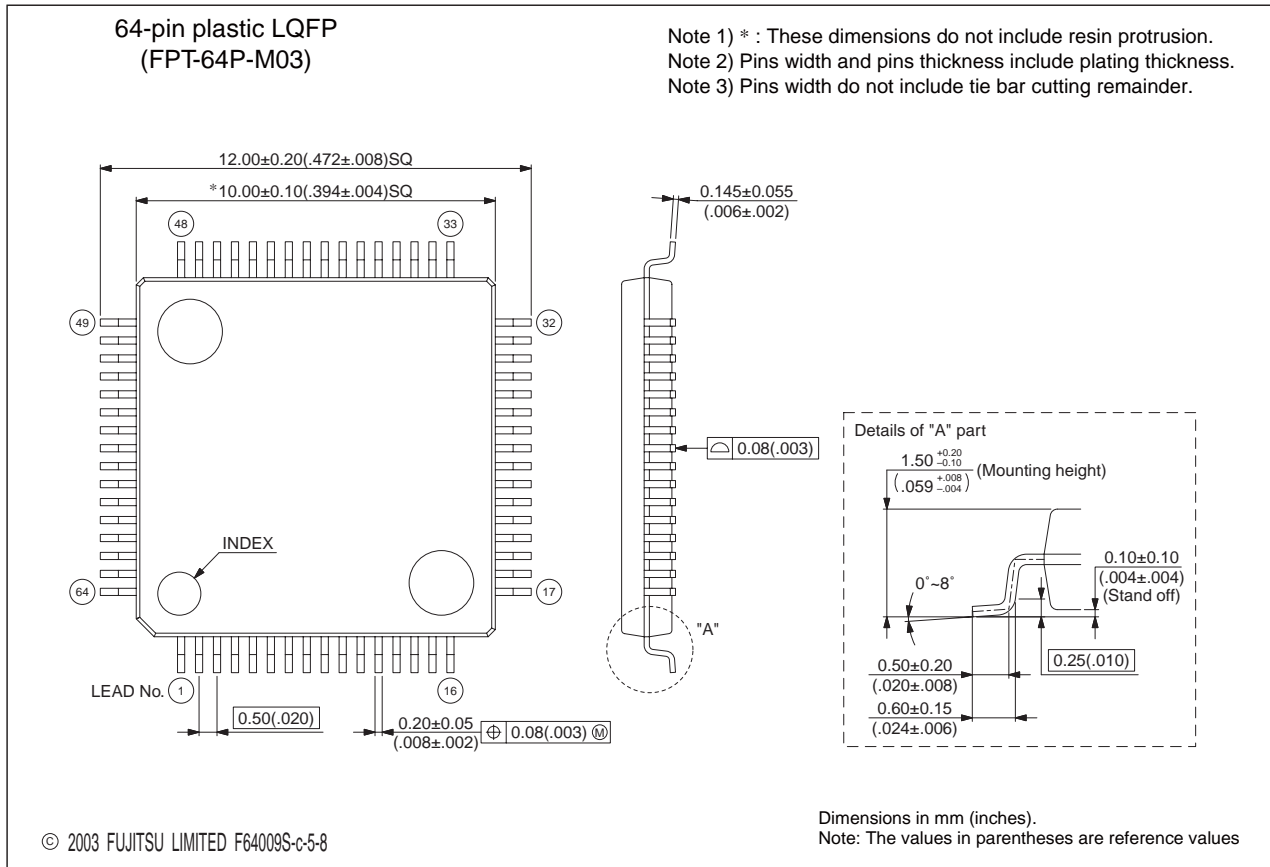 64-pin plastic LQFP
(FPT-64P-M03)
Note 1) * : These dimensions do not include resin protrusion.
Note 2) Pins width and pins thickness include plating thickness.
Note 3) Pins width do not include tie bar cutting remainder.
12.00±0.20(.472±.008)SQ
*10.00±0.10(.394±.004)SQ
0.145±0.055
(.006±.002)
48
33
49
32
0.08(.003)
INDEX
64
17
"A"
LEAD No.
1
16
0.50(.020)
0.20±0.05
(.008±.002)
⌖ 0.08(.003) Ⓜ
Details of "A" part
1.50 +0.20 –0.10 (Mounting height)
(.059 +.008 –.004)
0.10±0.10
(.004±.004)
(Stand off)
0˚~8˚
0.25(.010)
0.50±0.20
(.020±.008)
0.60±0.15
(.024±.006)
© 2003 FUJITSU LIMITED F64009S-c-5-8
Dimensions in mm (inches).
Note: The values in parentheses are reference values